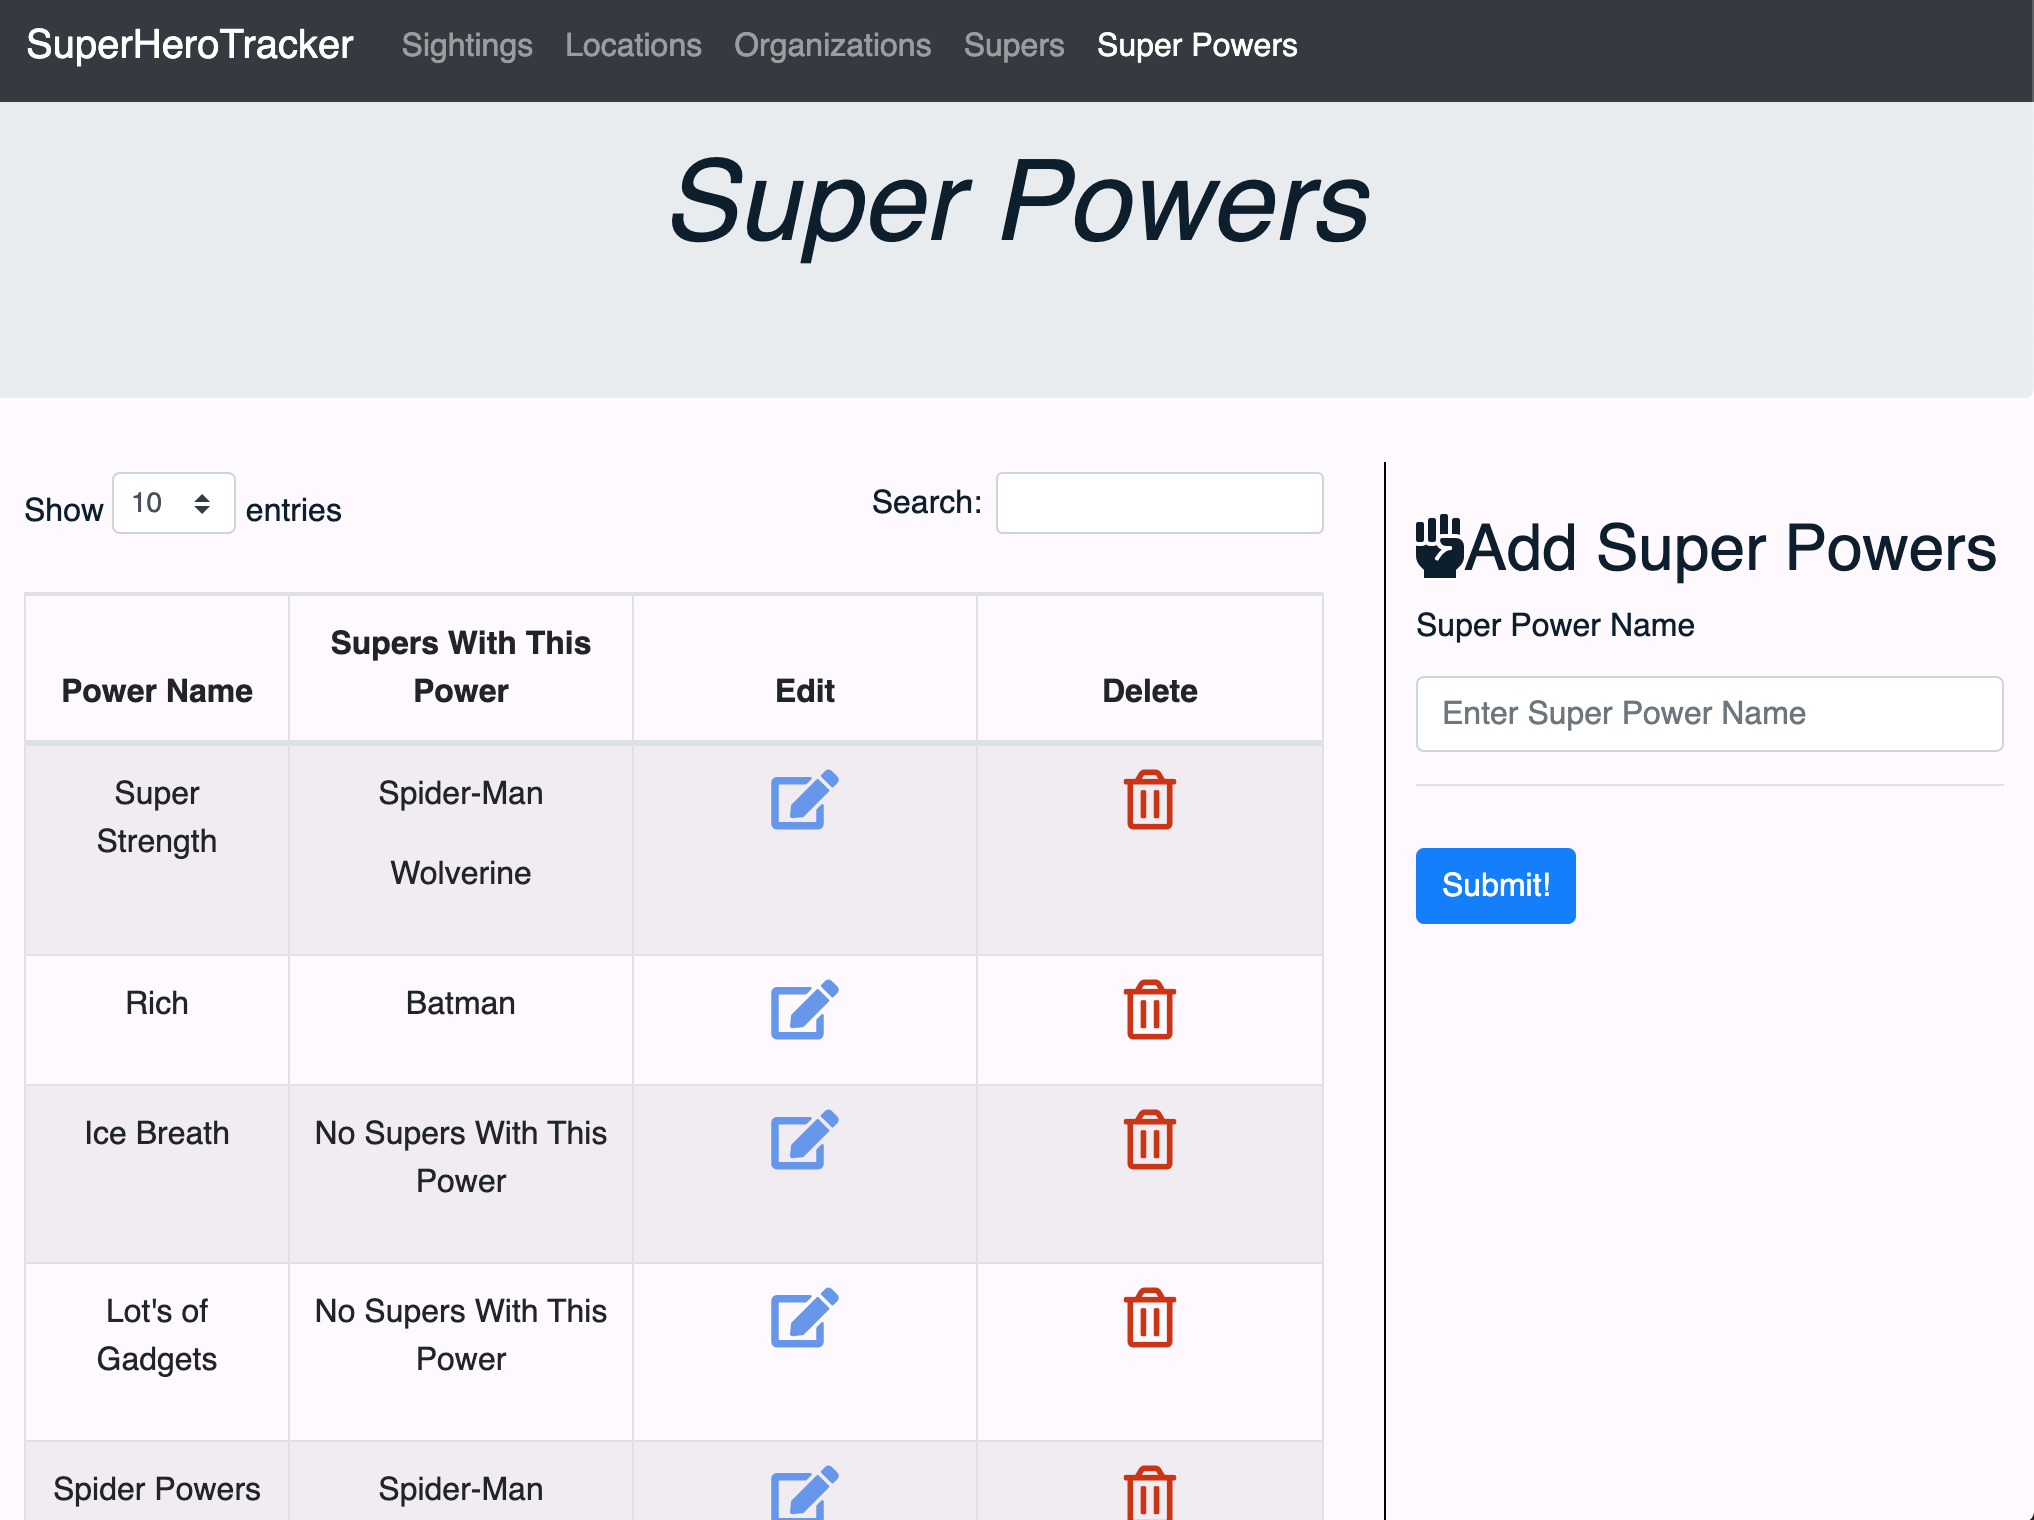 SuperHeroTracker Sightings Locations Organizations Supers Super Powers
Super Powers
Show 10 entries
Search:
Power Name
Supers With This
Power
Edit
Delete
Super
Strength
Spider-Man
Wolverine
Rich
Batman
Ice Breath
No Supers With This
Power
Lot's of
Gadgets
No Supers With This
Power
Spider Powers
Spider-Man
Add Super Powers
Super Power Name
Enter Super Power Name
Submit!